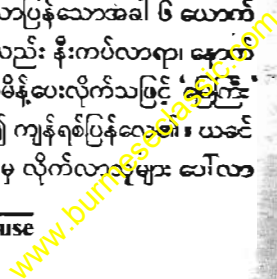 ာပြန်သောအခါ ၆ ယောက်
လည်း နီးကပ်လာရာ၊ နောက်
မိန့်ပေးလိုက်သဖြင့်
၍ ကျန်ရစ်ပြန်လေ၏။ ယခင်
မှ လိုက်လာသူများ ပေါ်လာ
use
www.burmeseclassic.com